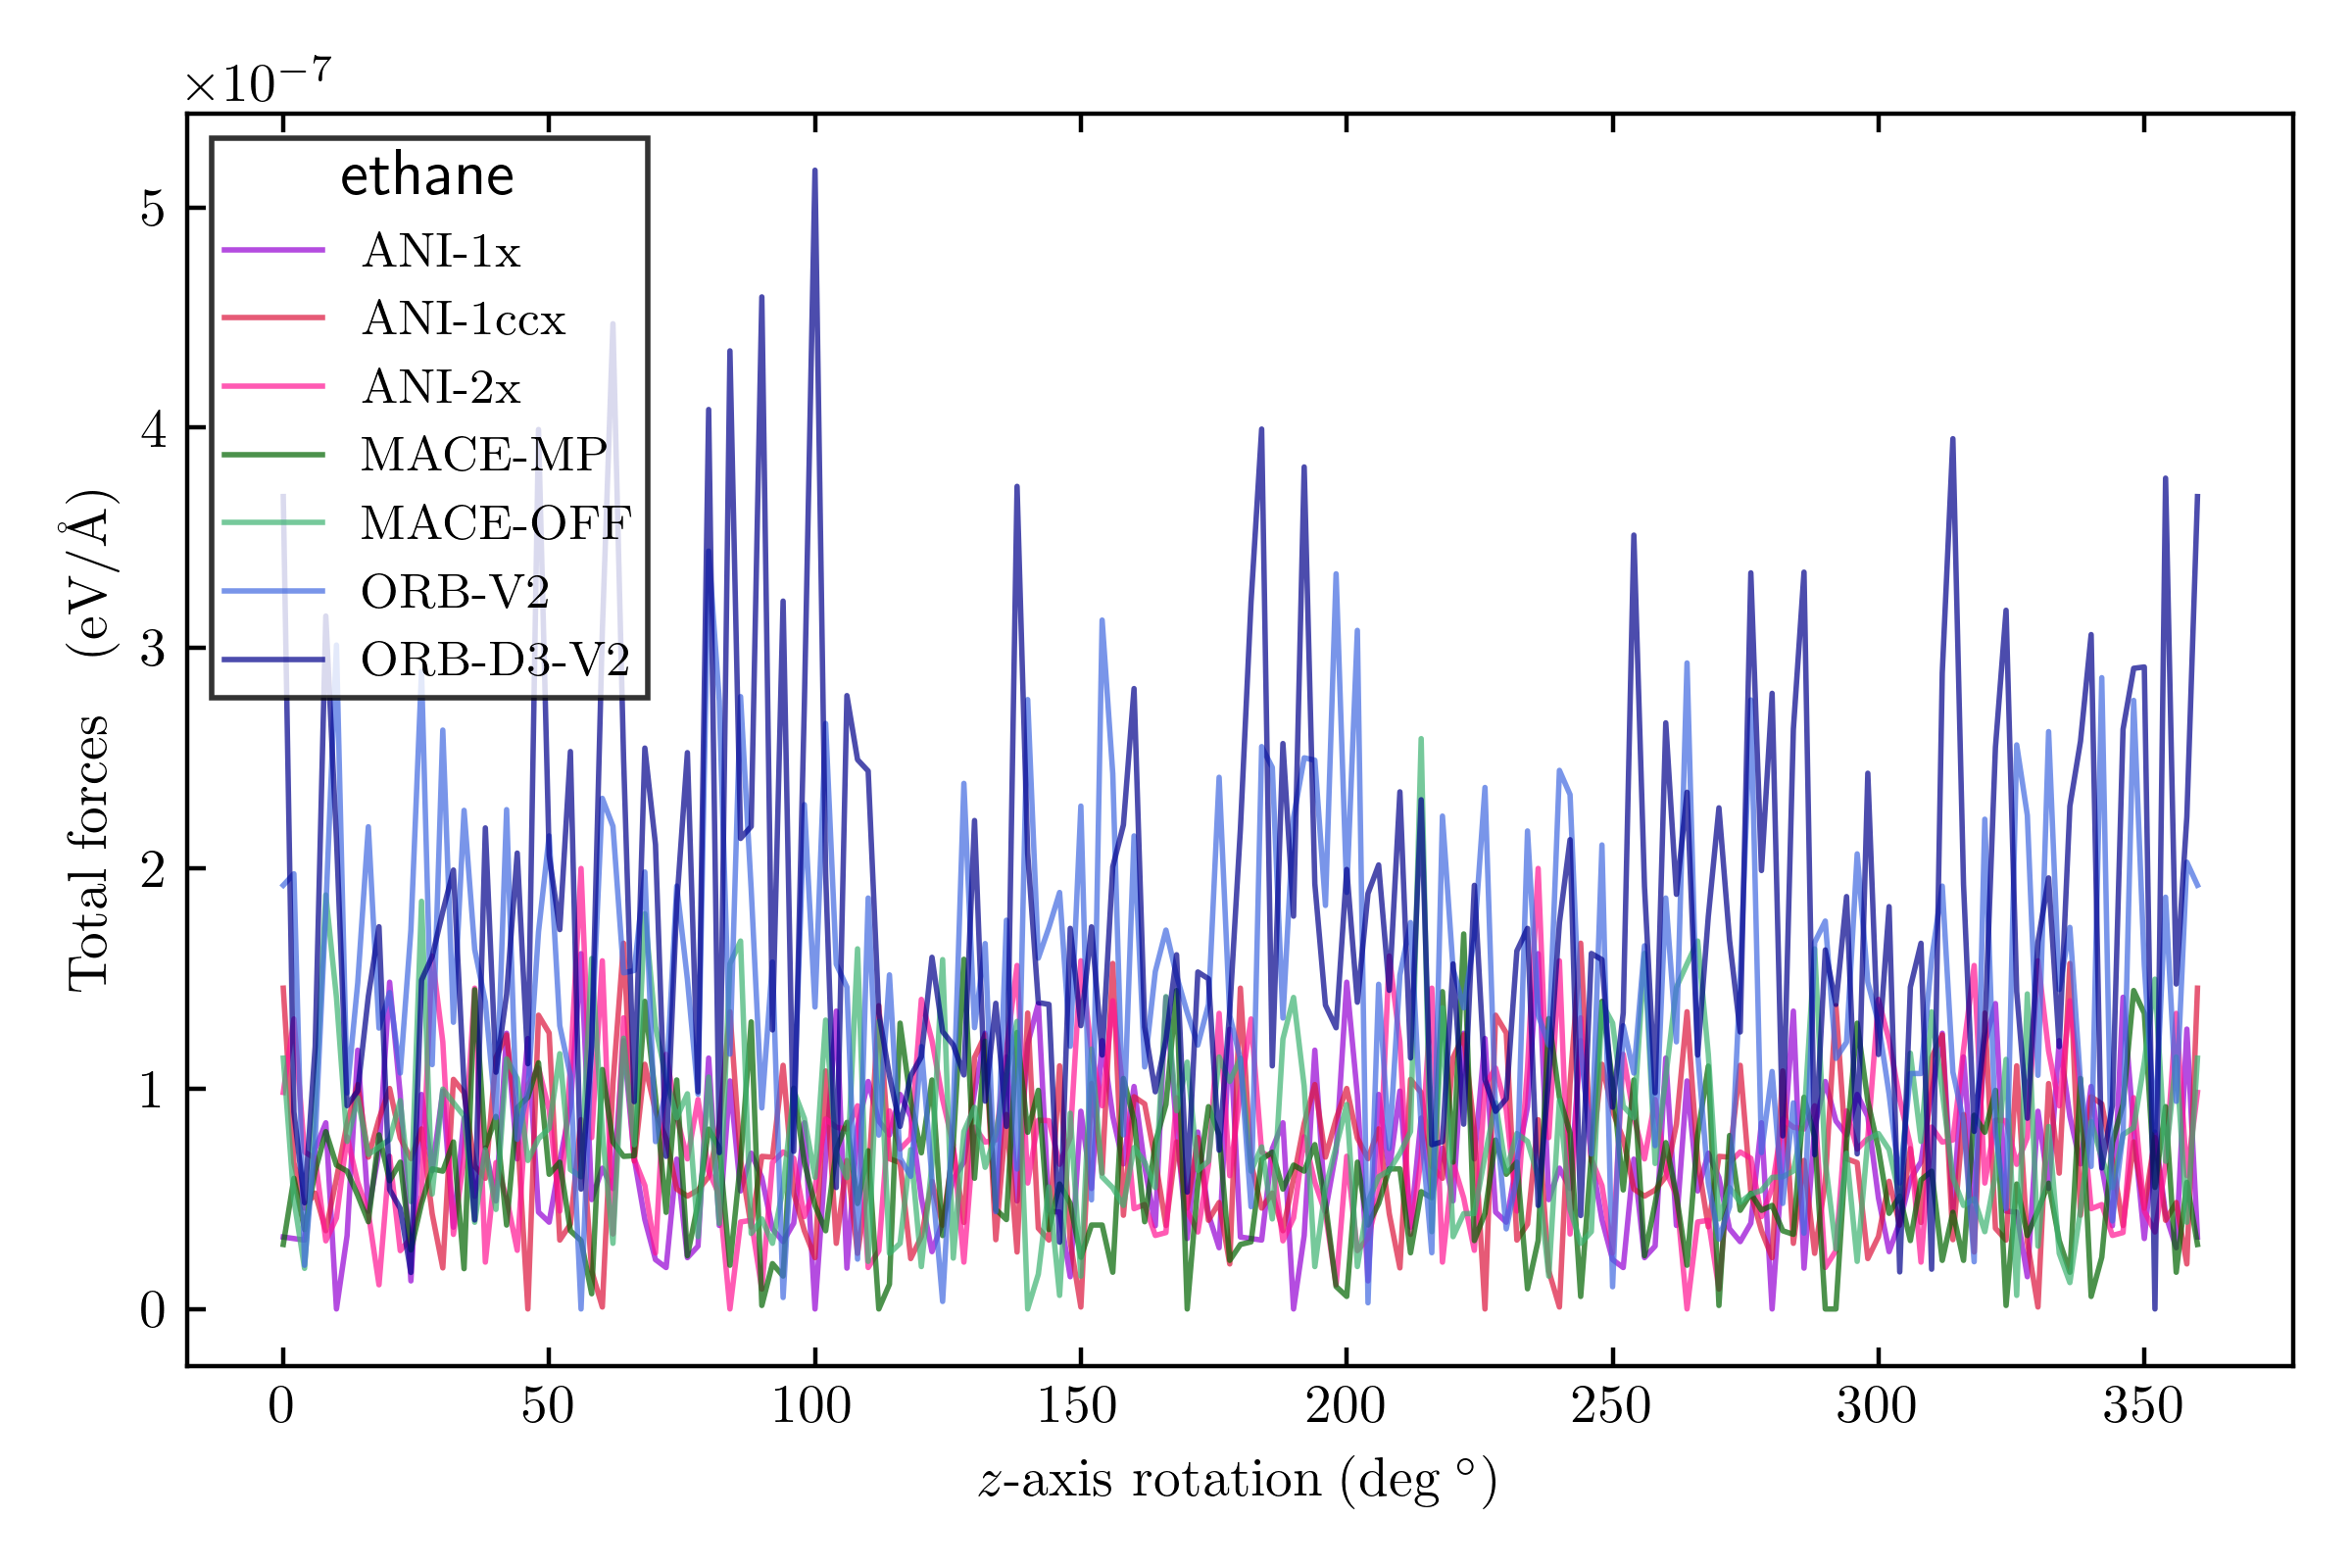 ×10⁻⁷
ethane
ANI-1x
ANI-1ccx
ANI-2x
MACE-MP
MACE-OFF
ORB-V2
ORB-D3-V2
Total forces (eV/Å)
5
4
3
2
1
0
0 50 100 150 200 250 300 350
z-axis rotation (deg °)